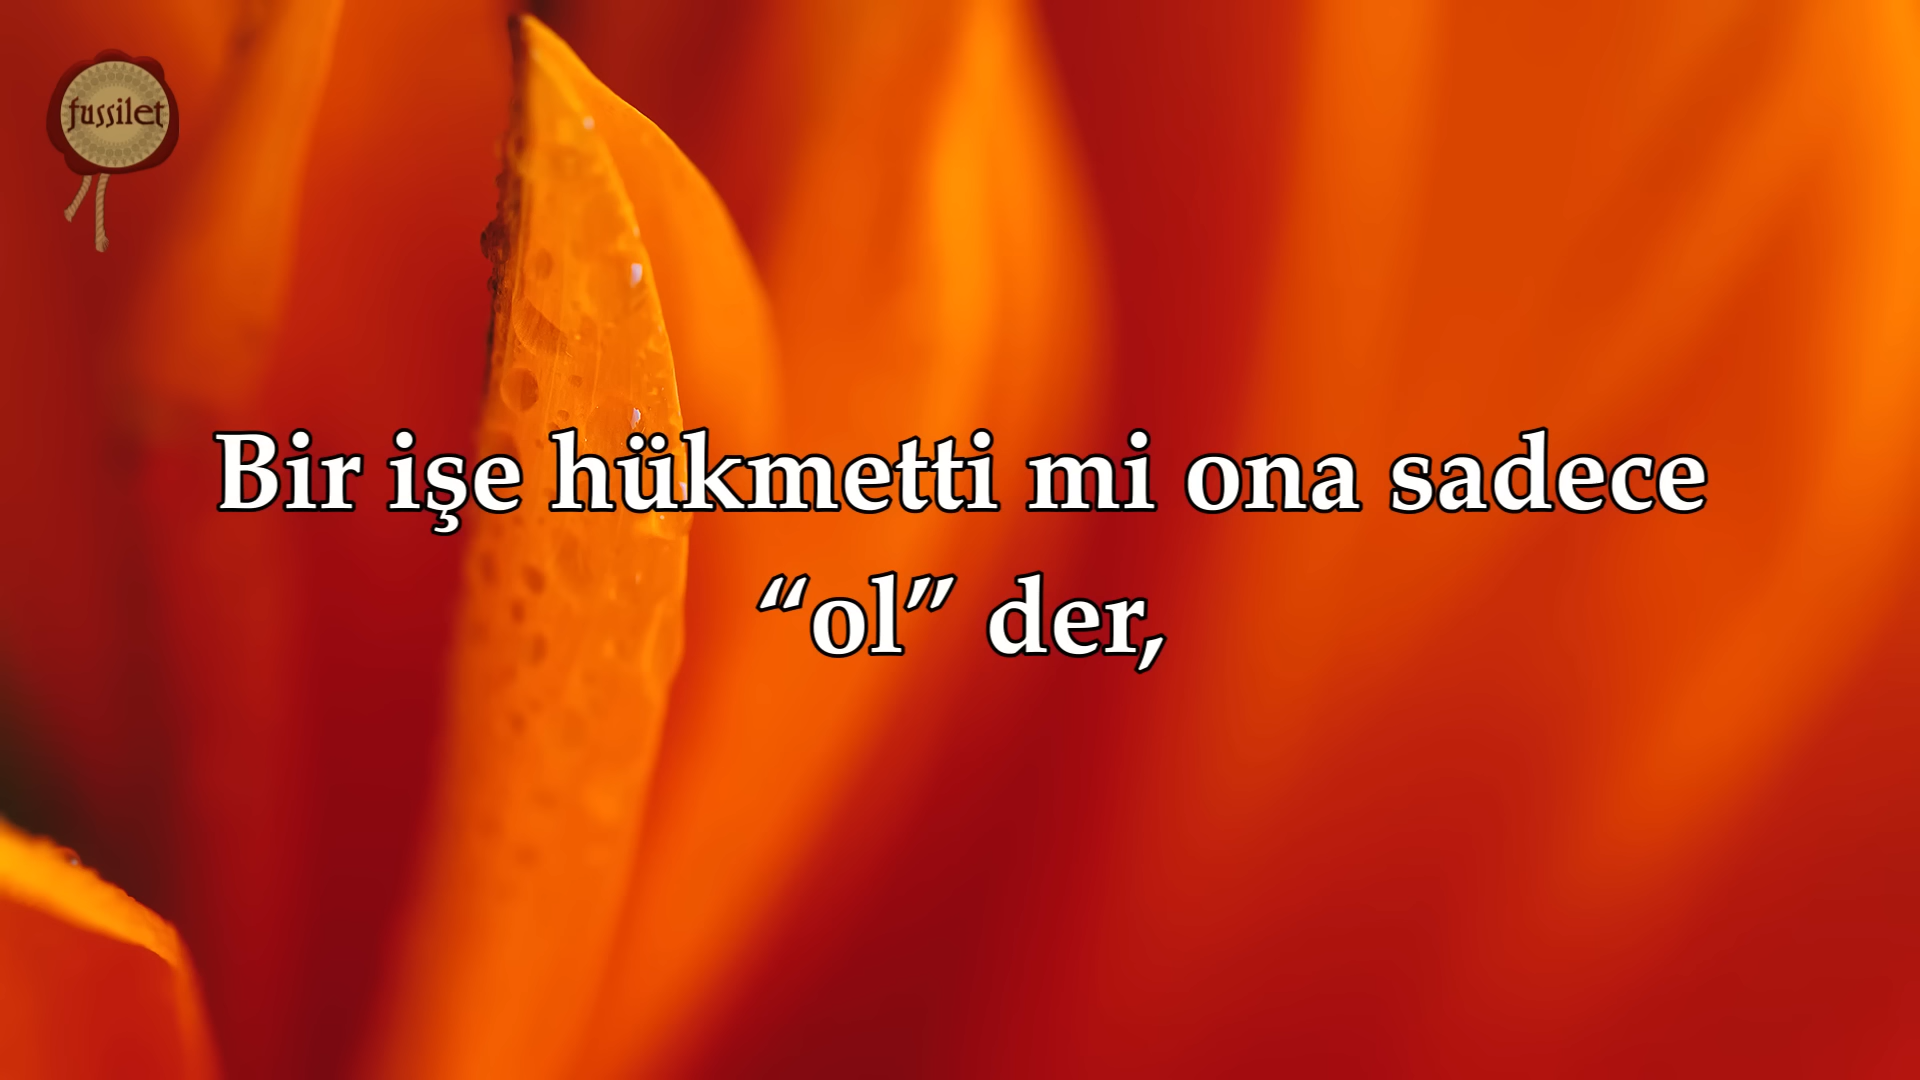 fussilet
Bir işe hükmetti mi ona sadece
“ol” der,